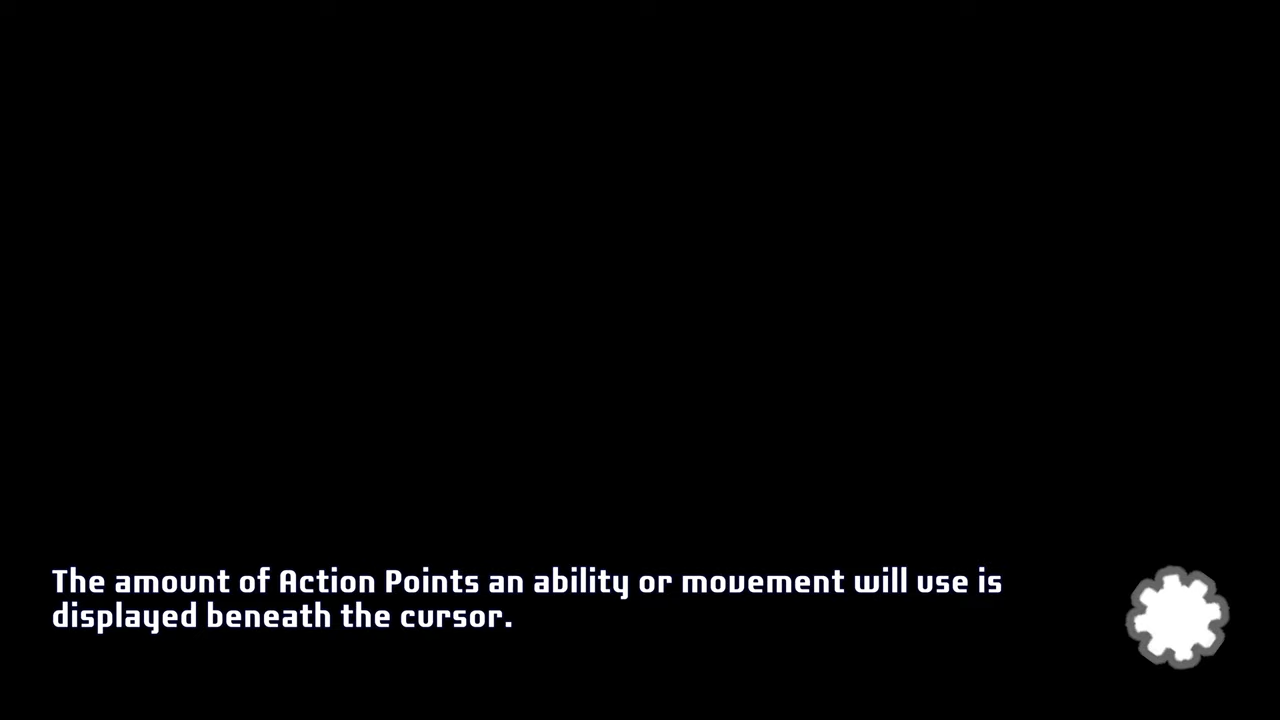 The amount of Action Points an ability or movement will use is
displayed beneath the cursor.